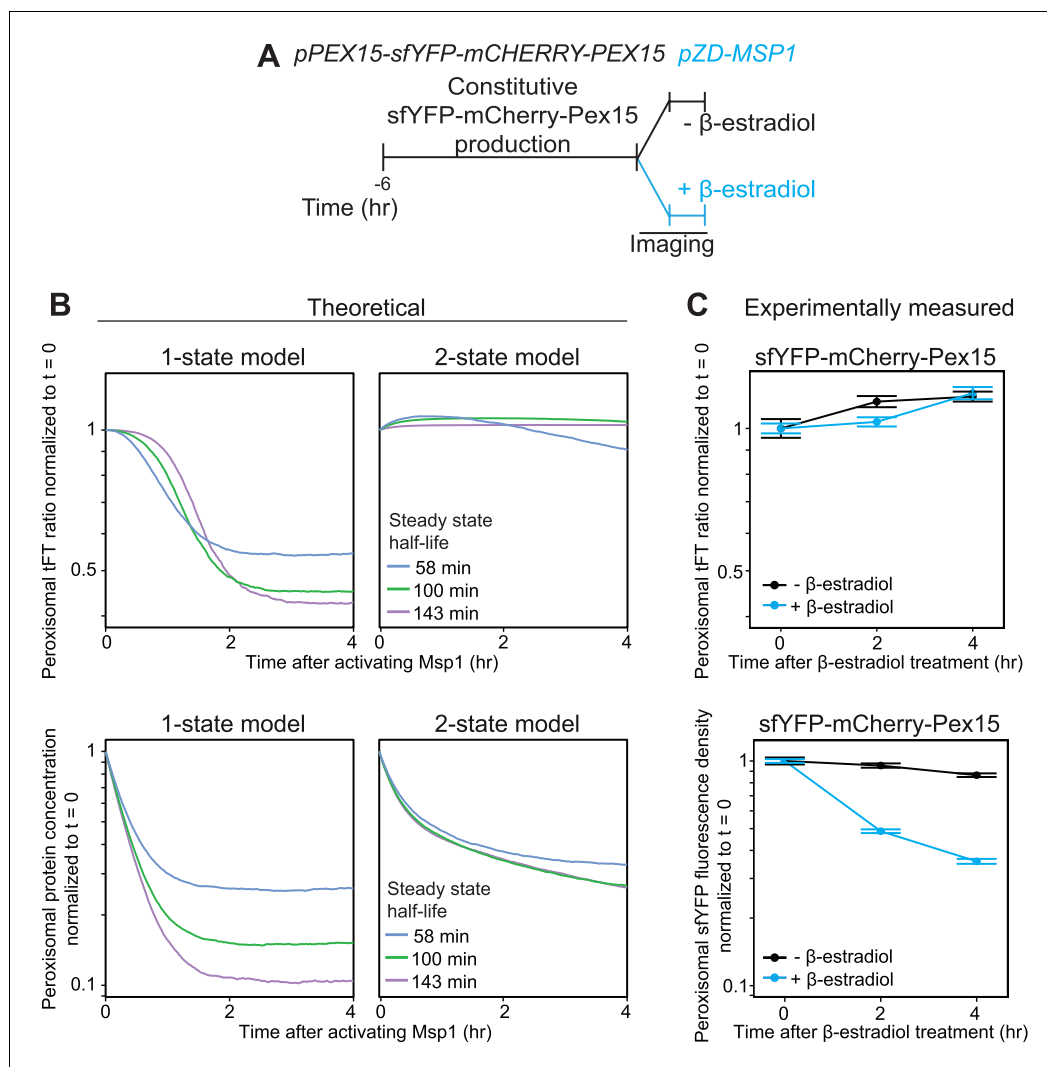 A pPEX15-sfYFP-mCHERRY-PEX15 pZD-MSP1
Constitutive
sfYFP-mCherry-Pex15
production
- β-estradiol
-6
Time (hr)
+ β-estradiol
Imaging
B
Theoretical
1-state model
2-state model
Peroxisomal tFT ratio normalized to t = 0
1
0.5
Steady state
half-life
58 min
100 min
143 min
0 2 4
0 2 4
Time after activating Msp1 (hr)
1-state model
2-state model
Peroxisomal protein concentration
normalized to t = 0
1
0.1
Steady state
half-life
58 min
100 min
143 min
0 2 4
0 2 4
Time after activating Msp1 (hr)
C
Experimentally measured
sfYFP-mCherry-Pex15
Peroxisomal tFT ratio normalized to t = 0
1
0.5
- β-estradiol
+ β-estradiol
0 2 4
Time after β-estradiol treatment (hr)
sfYFP-mCherry-Pex15
Peroxisomal sfYFP fluorescence density
normalized to t = 0
1
0.1
- β-estradiol
+ β-estradiol
0 2 4
Time after β-estradiol treatment (hr)